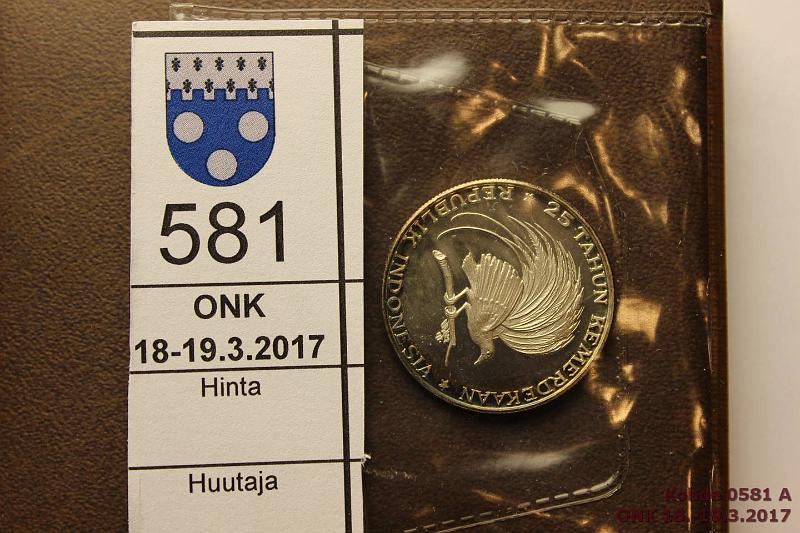 581
ONK
18-19.3.2017
Hinta
Huutaja
25 TAHUN KEMERDEKAAN
REPUBLIK INDONESIA
Kohde 0581 A
ONK 18.-19.3.2017